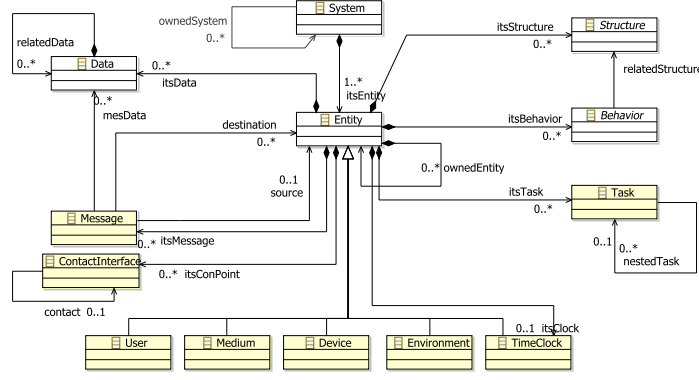 System
ownedSystem
0..*
relatedData
0..*
Data
0..*
itsData
1..*
itsEntity
itsStructure
0..*
Structure
relatedStructure
0..*
mesData
destination
0..*
Entity
itsBehavior
0..*
Behavior
0..*
ownedEntity
0..1
source
itsTask
0..*
Task
Message
0..*
itsMessage
0..1
0..*
nestedTask
ContactInterface
0..*
itsConPoint
contact
0..1
0..1
itsClock
User
Medium
Device
Environment
TimeClock